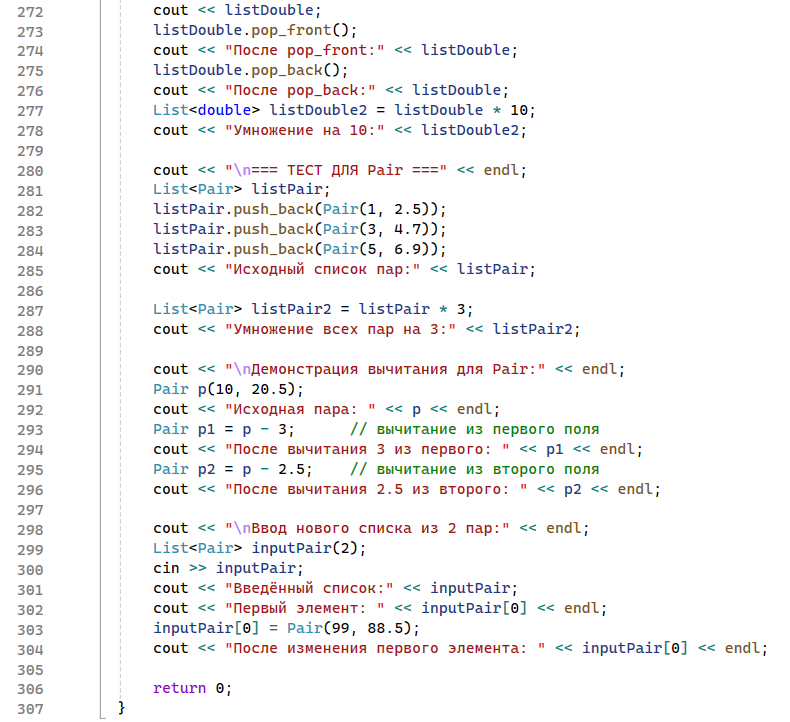 272 cout << listDouble;
273 listDouble.pop_front();
274 cout << "После pop_front:" << listDouble;
275 listDouble.pop_back();
276 cout << "После pop_back:" << listDouble;
277 List<double> listDouble2 = listDouble * 10;
278 cout << "Умножение на 10:" << listDouble2;
279
280 cout << "\n=== ТЕСТ ДЛЯ Pair ===" << endl;
281 List<Pair> listPair;
282 listPair.push_back(Pair(1, 2.5));
283 listPair.push_back(Pair(3, 4.7));
284 listPair.push_back(Pair(5, 6.9));
285 cout << "Исходный список пар:" << listPair;
286
287 List<Pair> listPair2 = listPair * 3;
288 cout << "Умножение всех пар на 3:" << listPair2;
289
290 cout << "\nДемонстрация вычитания для Pair:" << endl;
291 Pair p(10, 20.5);
292 cout << "Исходная пара: " << p << endl;
293 Pair p1 = p - 3;      // вычитание из первого поля
294 cout << "После вычитания 3 из первого: " << p1 << endl;
295 Pair p2 = p - 2.5;    // вычитание из второго поля
296 cout << "После вычитания 2.5 из второго: " << p2 << endl;
297
298 cout << "\nВвод нового списка из 2 пар:" << endl;
299 List<Pair> inputPair(2);
300 cin >> inputPair;
301 cout << "Введённый список:" << inputPair;
302 cout << "Первый элемент: " << inputPair[0] << endl;
303 inputPair[0] = Pair(99, 88.5);
304 cout << "После изменения первого элемента: " << inputPair[0] << endl;
305
306 return 0;
307 }